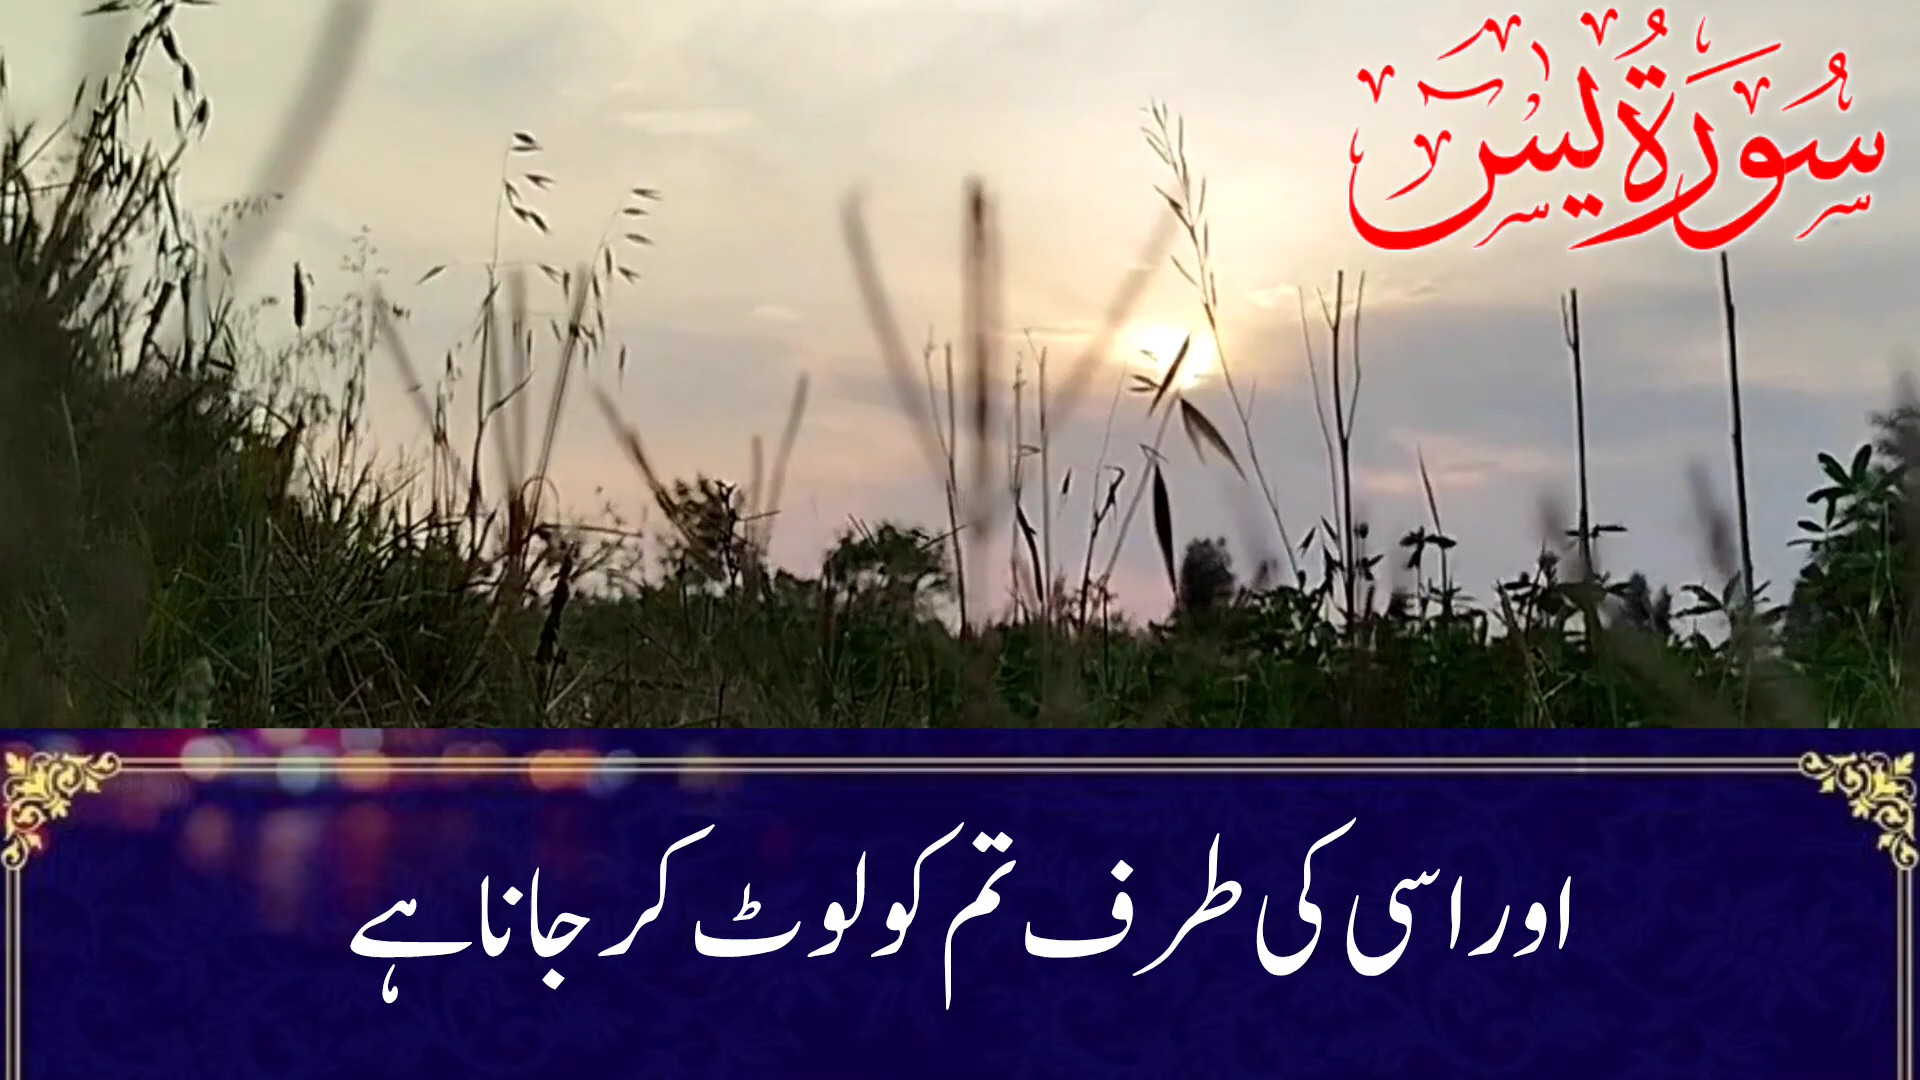 سُورَةُ يٰسٓ
اور اسی کی طرف تم کو لوٹ کر جانا ہے